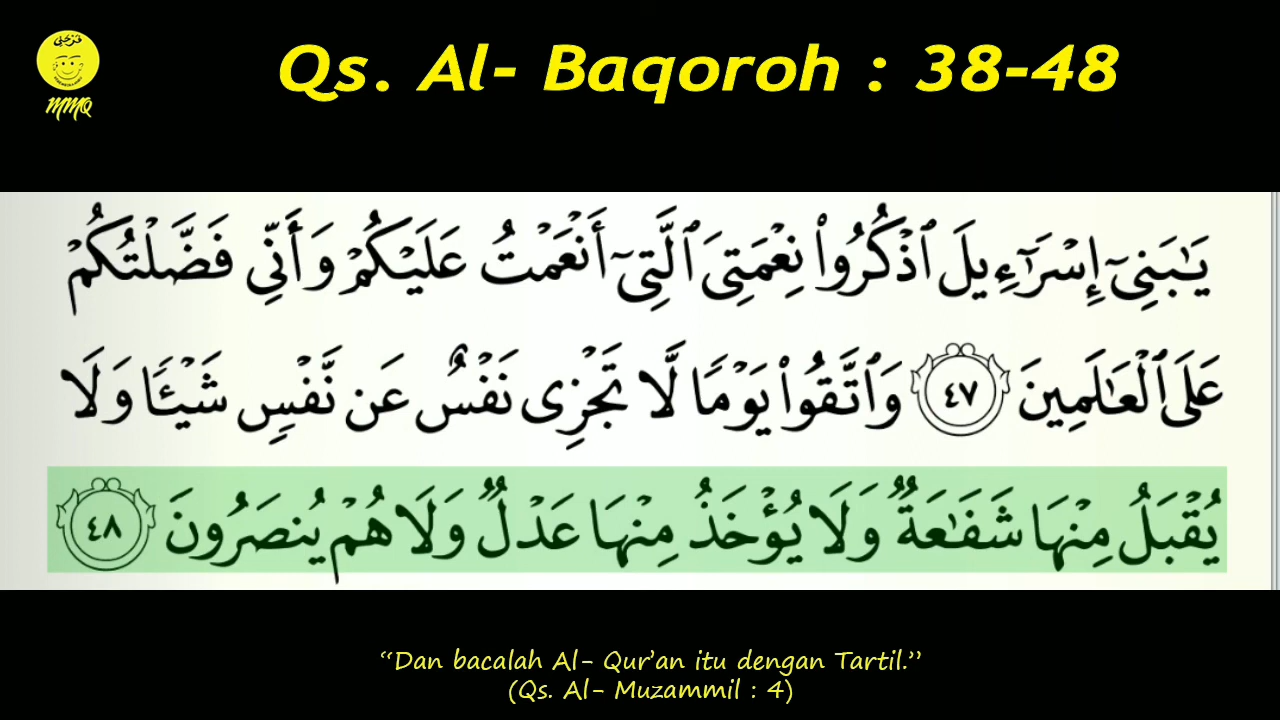 Qs. Al- Baqoroh : 38-48
MMQ
يَـٰبَنِىٓ إِسْرَٰٓءِيلَ ٱذْكُرُوا۟ نِعْمَتِىَ ٱلَّتِىٓ أَنْعَمْتُ عَلَيْكُمْ وَأَنِّى فَضَّلْتُكُمْ
عَلَى ٱلْعَـٰلَمِينَ ٤٧ وَٱتَّقُوا۟ يَوْمًا لَّا تَجْزِى نَفْسٌ عَن نَّفْسٍ شَيْـًٔا وَلَا
يُقْبَلُ مِنْهَا شَفَـٰعَةٌ وَلَا يُؤْخَذُ مِنْهَا عَدْلٌ وَلَا هُمْ يُنصَرُونَ ٤٨
“Dan bacalah Al- Qur’an itu dengan Tartil.”
(Qs. Al- Muzammil : 4)